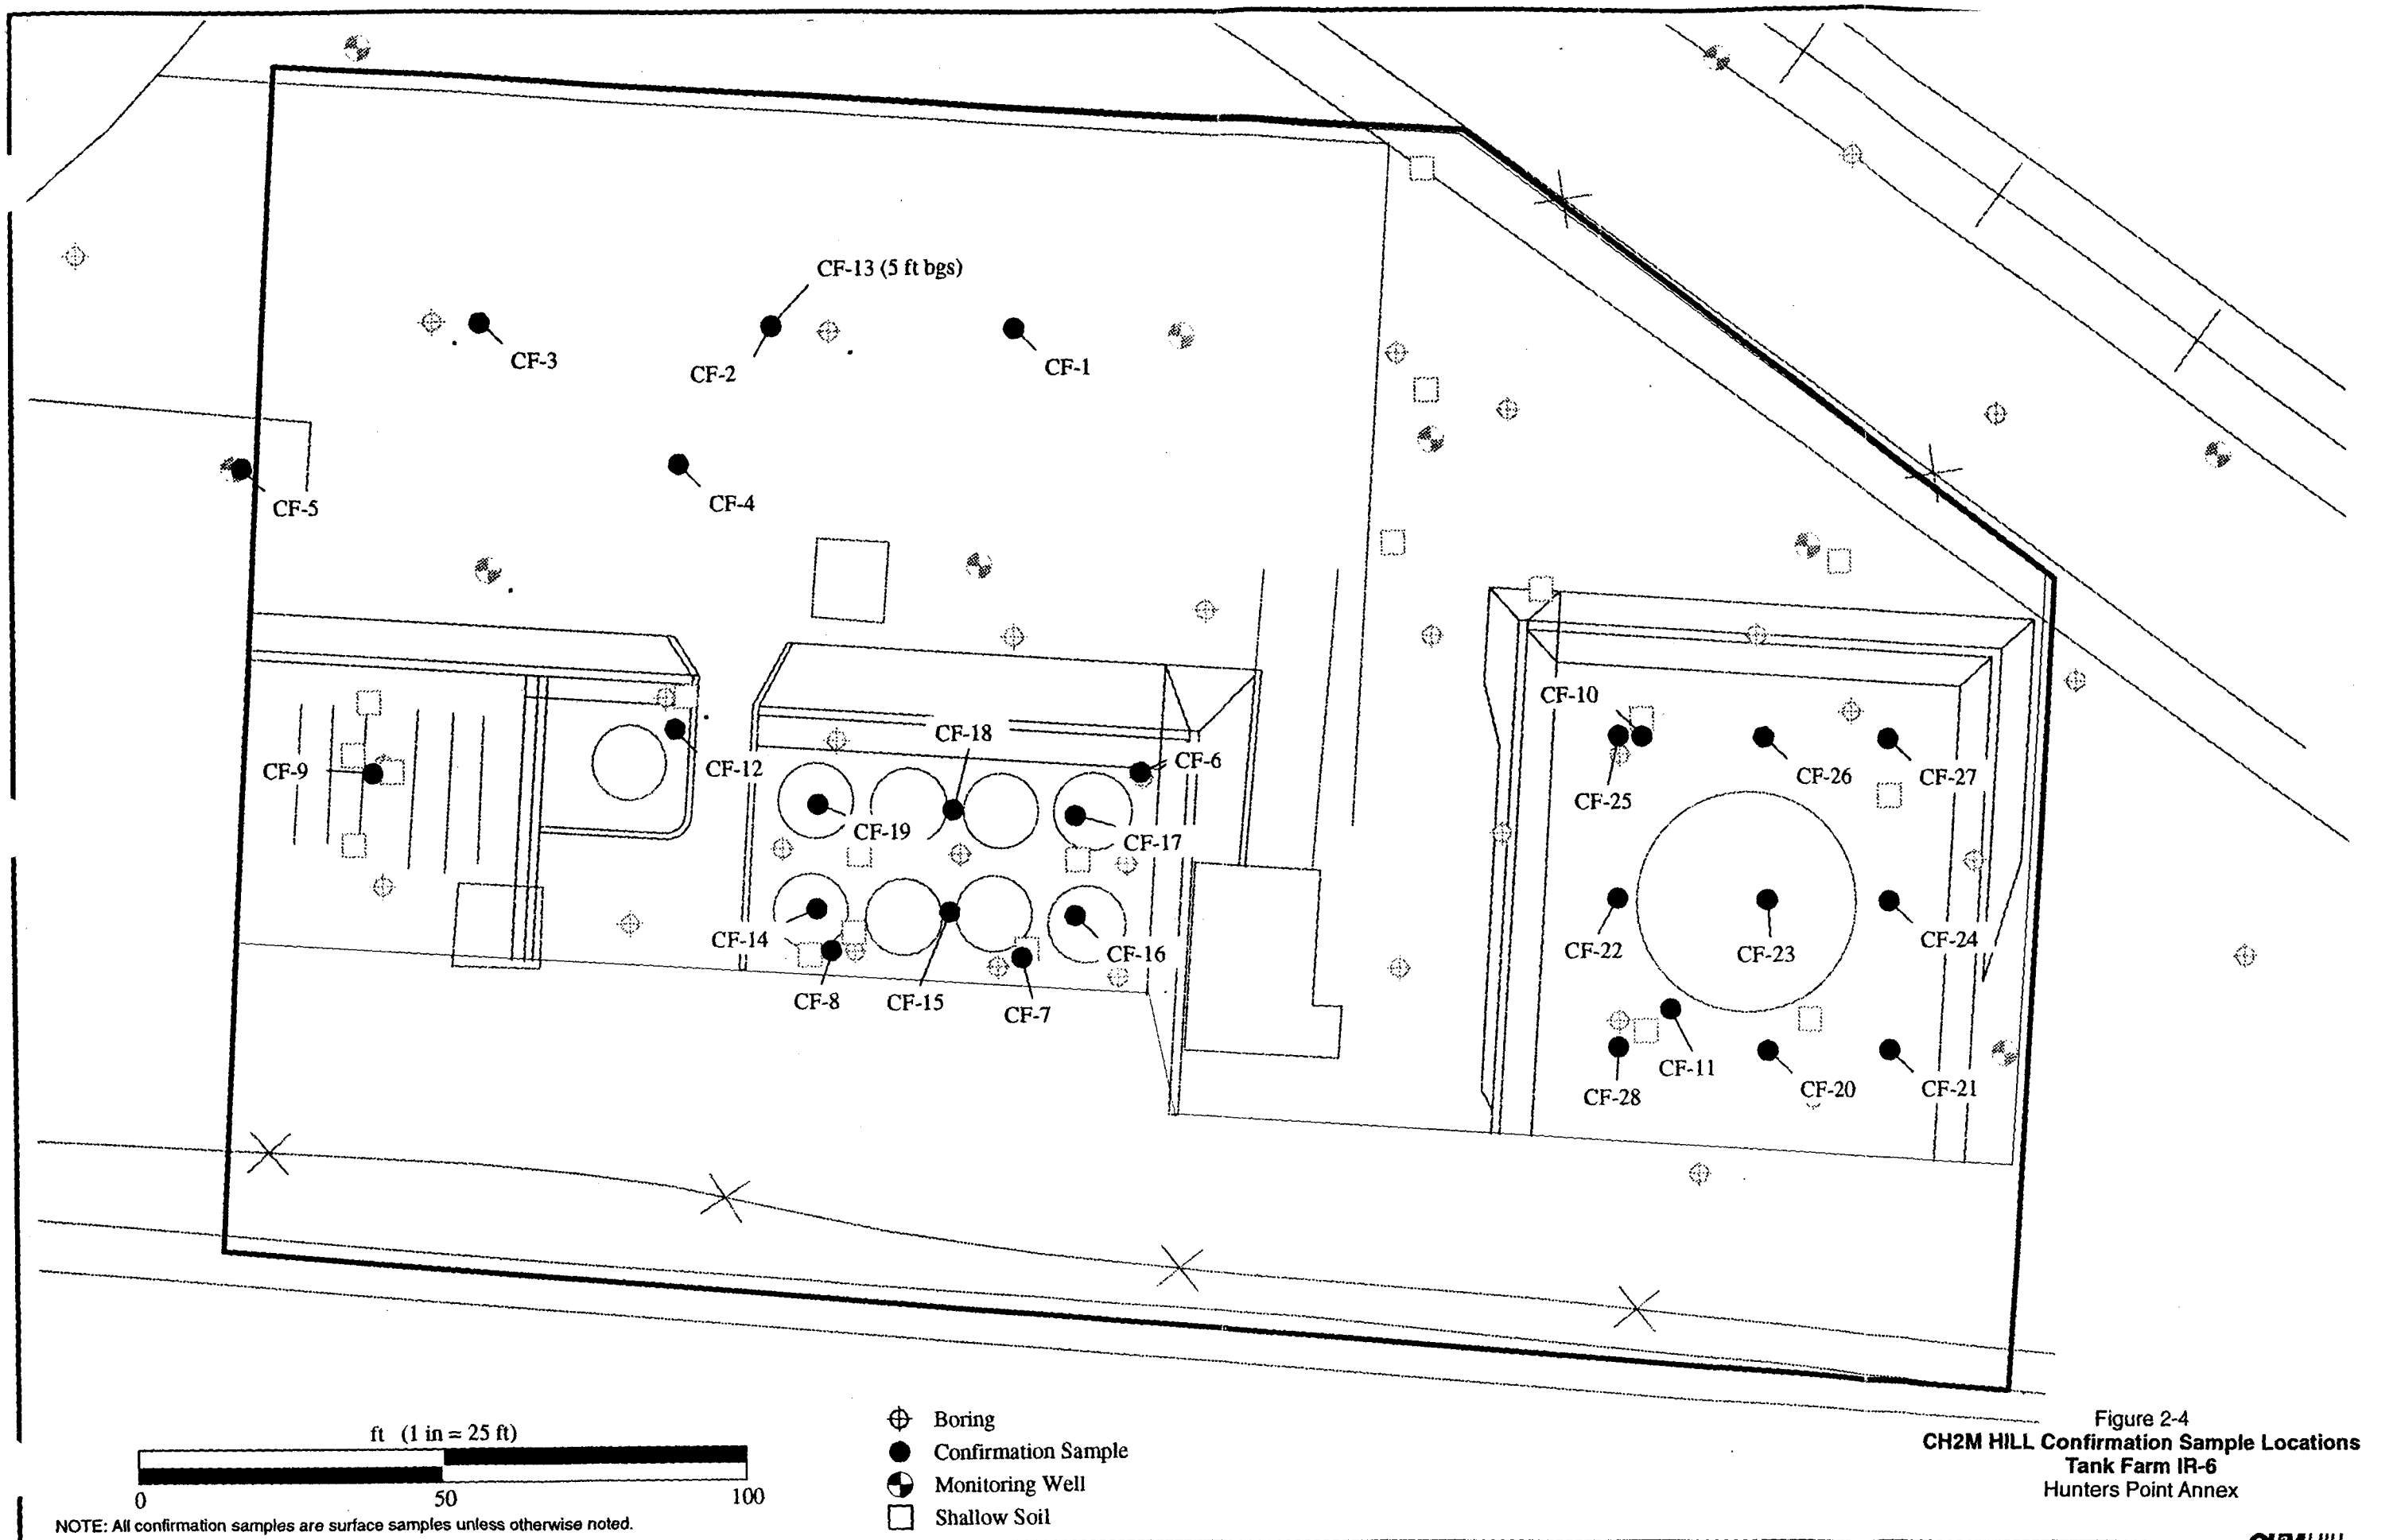 CF-13 (5 ft bgs)
CF-3
CF-2
CF-1
CF-5
CF-4
CF-10
CF-18
CF-6
CF-9
CF-12
CF-26
CF-27
CF-25
CF-19
CF-17
CF-14
CF-16
CF-22
CF-23
CF-24
CF-8
CF-15
CF-7
CF-11
CF-28
CF-20
CF-21
ft (1 in = 25 ft)
0 50 100
NOTE: All confirmation samples are surface samples unless otherwise noted.
Boring
Confirmation Sample
Monitoring Well
Shallow Soil
Figure 2-4
CH2M HILL Confirmation Sample Locations
Tank Farm IR-6
Hunters Point Annex